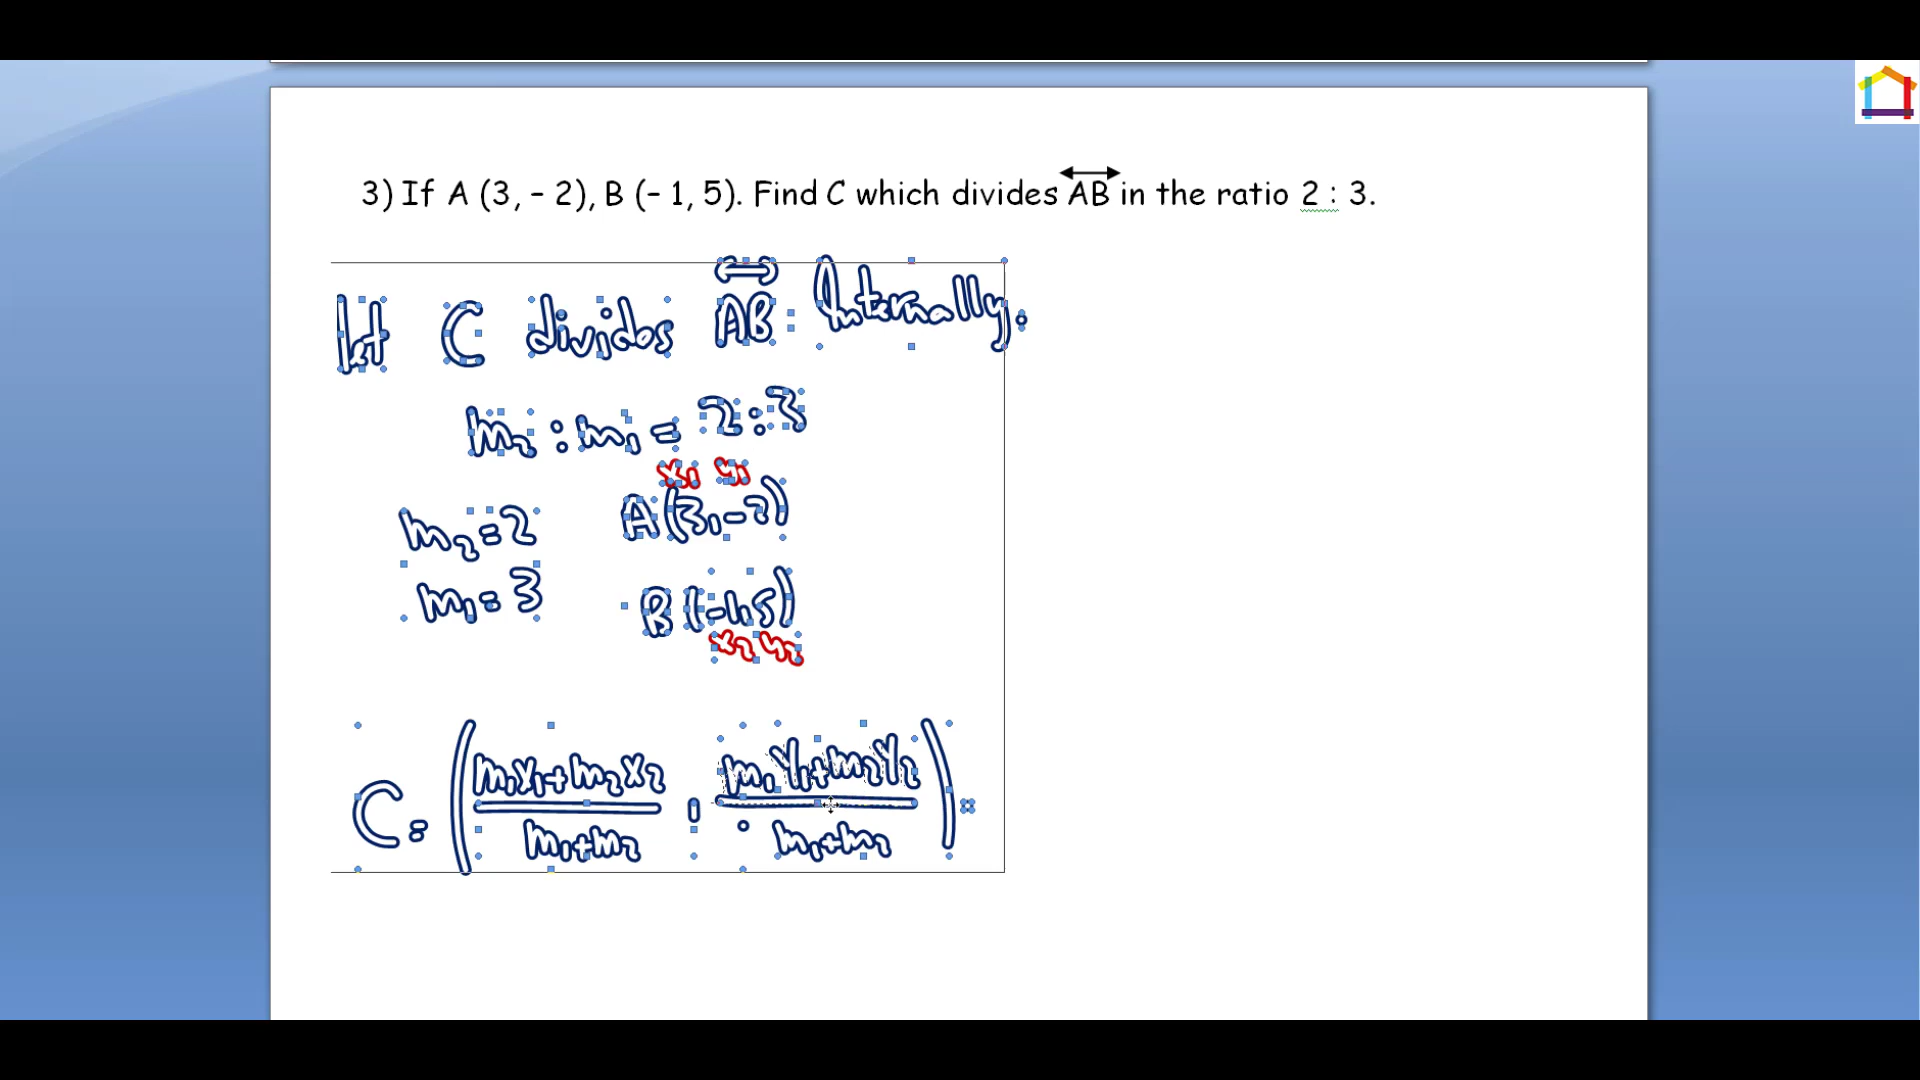 3) If A (3, – 2), B (– 1, 5). Find C which divides AB in the ratio 2 : 3.
let C divides AB : Internally.
m₂ : m₁ = 2 : 3
x₁ y₁
m₂ = 2 A (3, -2)
m₁ = 3 B (-1, 5)
x₂ y₂
C = ( (m₁x₁+m₂x₂)/(m₁+m₂) , (m₁y₁+m₂y₂)/(m₁+m₂) ) :